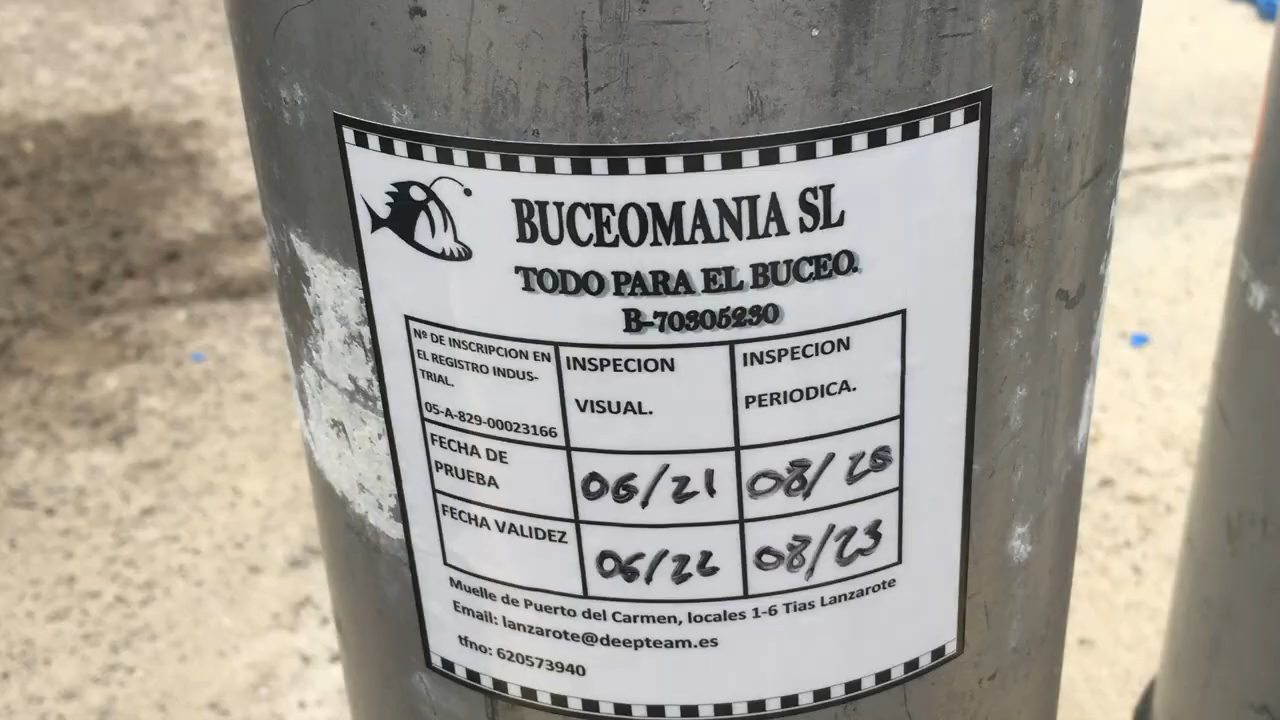 BUCEOMANIA SL
TODO PARA EL BUCEO.
B-70305230
Nº DE INSCRIPCION EN
EL REGISTRO INDUS-
TRIAL.
05-A-829-00023166
INSPECION
VISUAL.
INSPECION
PERIODICA.
FECHA DE
PRUEBA
06/21
08/20
FECHA VALIDEZ
06/22
08/23
Muelle de Puerto del Carmen, locales 1-6 Tias Lanzarote
Email: lanzarote@deepteam.es
tfno: 620573940